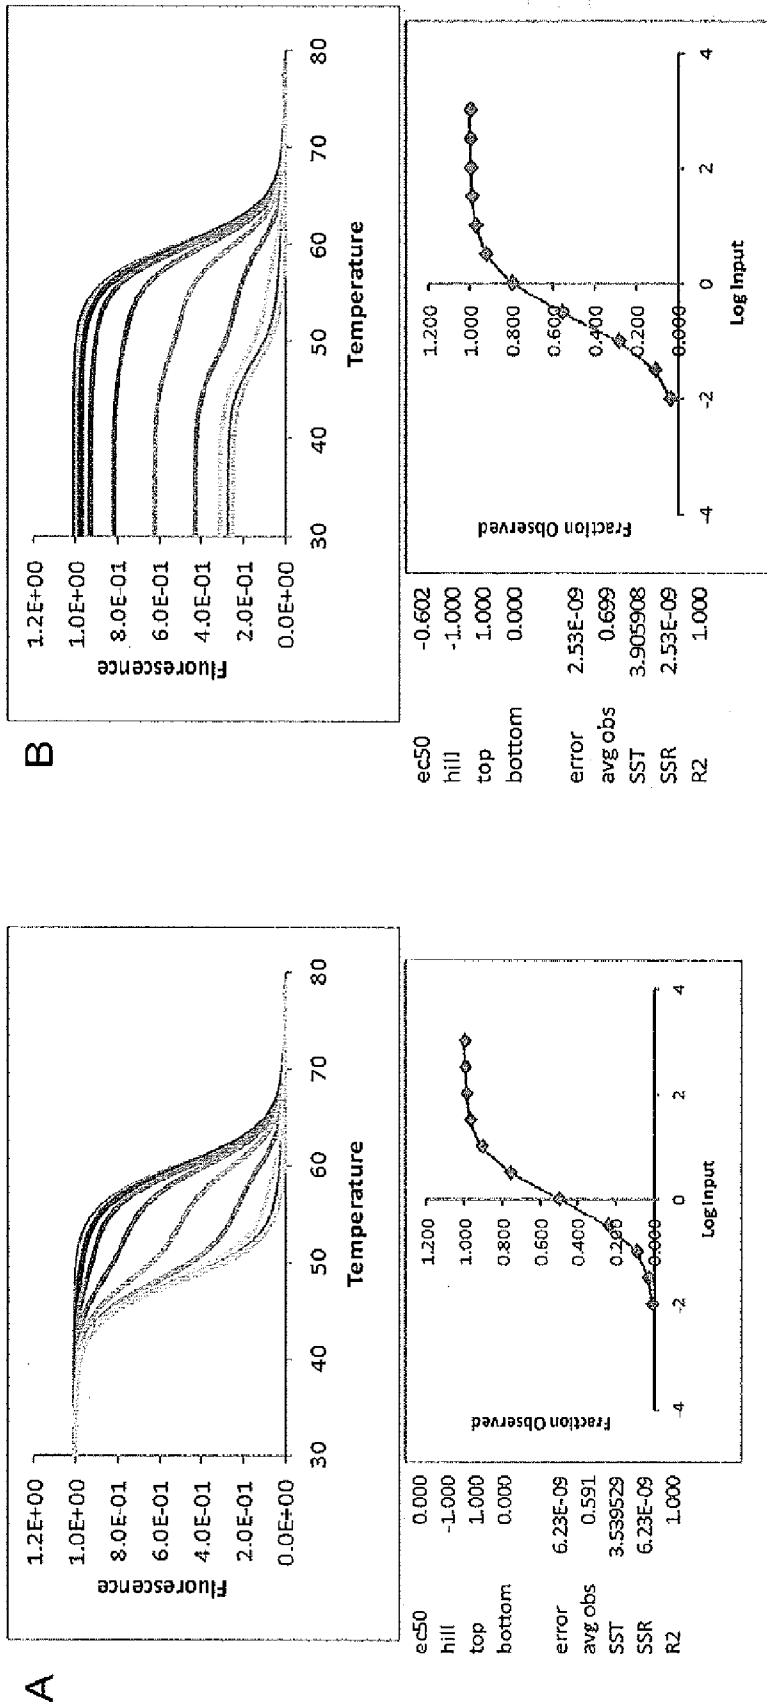 A
Fluorescence
1.2E+00
1.0E+00
8.0E-01
6.0E-01
4.0E-01
2.0E-01
0.0E+00
30 40 50 60 70 80
Temperature
ec50 0.000
hill -1.000
top 1.000
bottom 0.000
error 6.23E-09
avg obs 0.591
SST 3.539529
SSR 6.23E-09
R2 1.000
Fraction Observed
1.200
1.000
0.800
0.600
0.400
0.200
0.000
-4 -2 0 2 4
Log Input
B
Fluorescence
1.2E+00
1.0E+00
8.0E-01
6.0E-01
4.0E-01
2.0E-01
0.0E+00
30 40 50 60 70 80
Temperature
ec50 -0.602
hill -1.000
top 1.000
bottom 0.000
error 2.53E-09
avg obs 0.699
SST 3.905908
SSR 2.53E-09
R2 1.000
Fraction Observed
1.200
1.000
0.800
0.600
0.400
0.200
0.000
-4 -2 0 2 4
Log Input